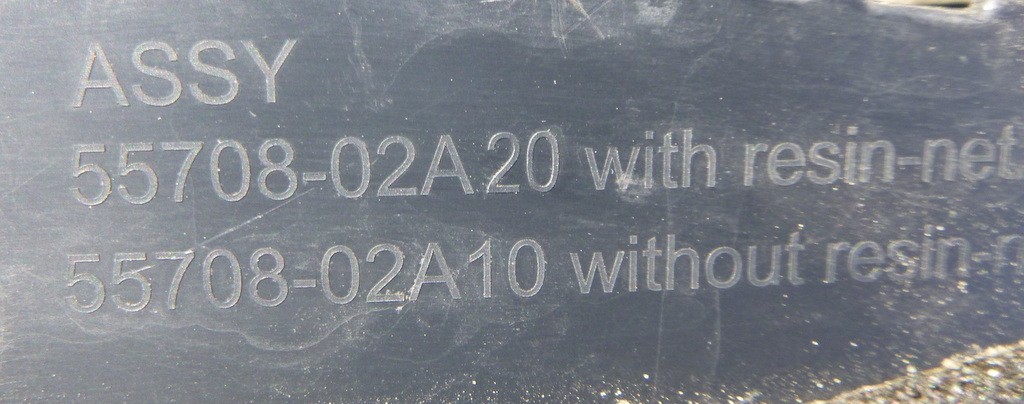 ASSY
55708-02A20 with resin-net
55708-02A10 without resin-n